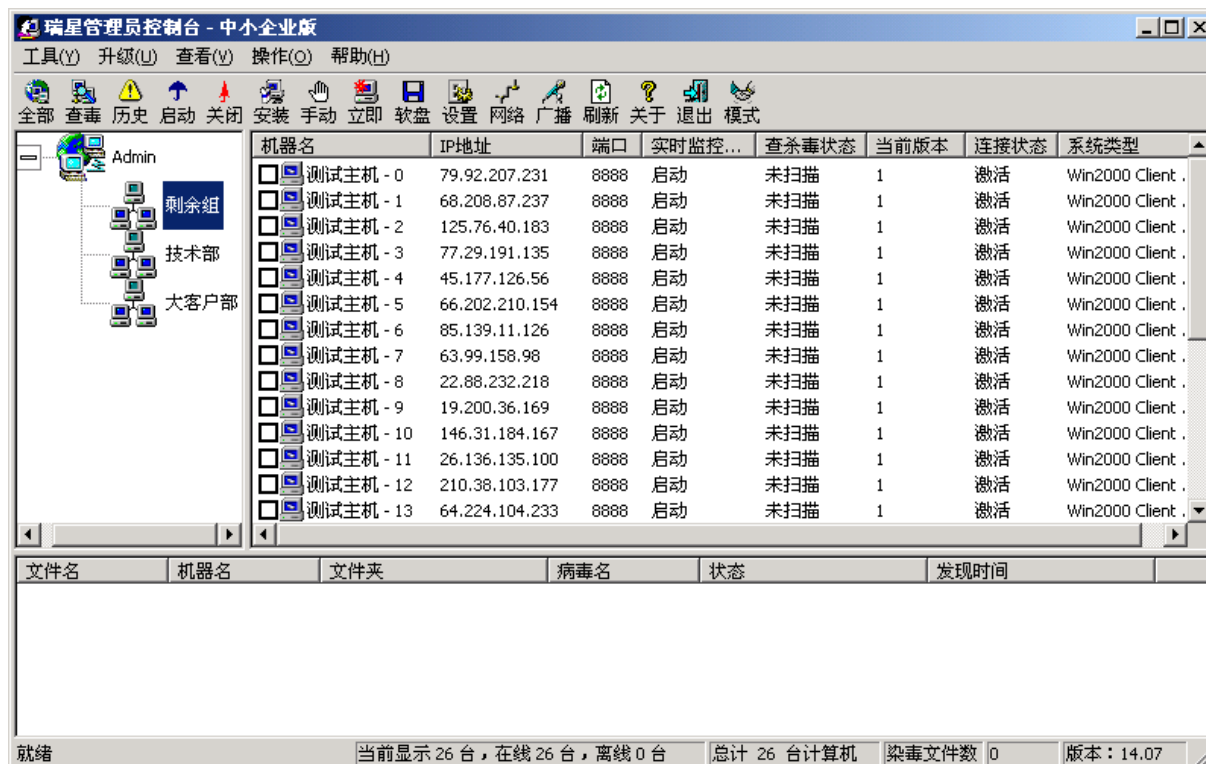 瑞星管理员控制台 - 中小企业版
工具(Y) 升级(U) 查看(V) 操作(O) 帮助(H)
全部 查毒 历史 启动 关闭 安装 手动 立即 软盘 设置 网络 广播 刷新 关于 退出 模式
Admin
剩余组
技术部
大客户部
机器名 IP地址 端口 实时监控... 查杀毒状态 当前版本 连接状态 系统类型
测试主机 - 0 79.92.207.231 8888 启动 未扫描 1 激活 Win2000 Client .
测试主机 - 1 68.208.87.237 8888 启动 未扫描 1 激活 Win2000 Client .
测试主机 - 2 125.76.40.183 8888 启动 未扫描 1 激活 Win2000 Client .
测试主机 - 3 77.29.191.135 8888 启动 未扫描 1 激活 Win2000 Client .
测试主机 - 4 45.177.126.56 8888 启动 未扫描 1 激活 Win2000 Client .
测试主机 - 5 66.202.210.154 8888 启动 未扫描 1 激活 Win2000 Client .
测试主机 - 6 85.139.11.126 8888 启动 未扫描 1 激活 Win2000 Client .
测试主机 - 7 63.99.158.98 8888 启动 未扫描 1 激活 Win2000 Client .
测试主机 - 8 22.88.232.218 8888 启动 未扫描 1 激活 Win2000 Client .
测试主机 - 9 19.200.36.169 8888 启动 未扫描 1 激活 Win2000 Client .
测试主机 - 10 146.31.184.167 8888 启动 未扫描 1 激活 Win2000 Client .
测试主机 - 11 26.136.135.100 8888 启动 未扫描 1 激活 Win2000 Client .
测试主机 - 12 210.38.103.177 8888 启动 未扫描 1 激活 Win2000 Client .
测试主机 - 13 64.224.104.233 8888 启动 未扫描 1 激活 Win2000 Client .
文件名 机器名 文件夹 病毒名 状态 发现时间
就绪 当前显示 26 台，在线 26 台，离线 0 台 总计 26 台计算机 染毒文件数 0 版本：14.07